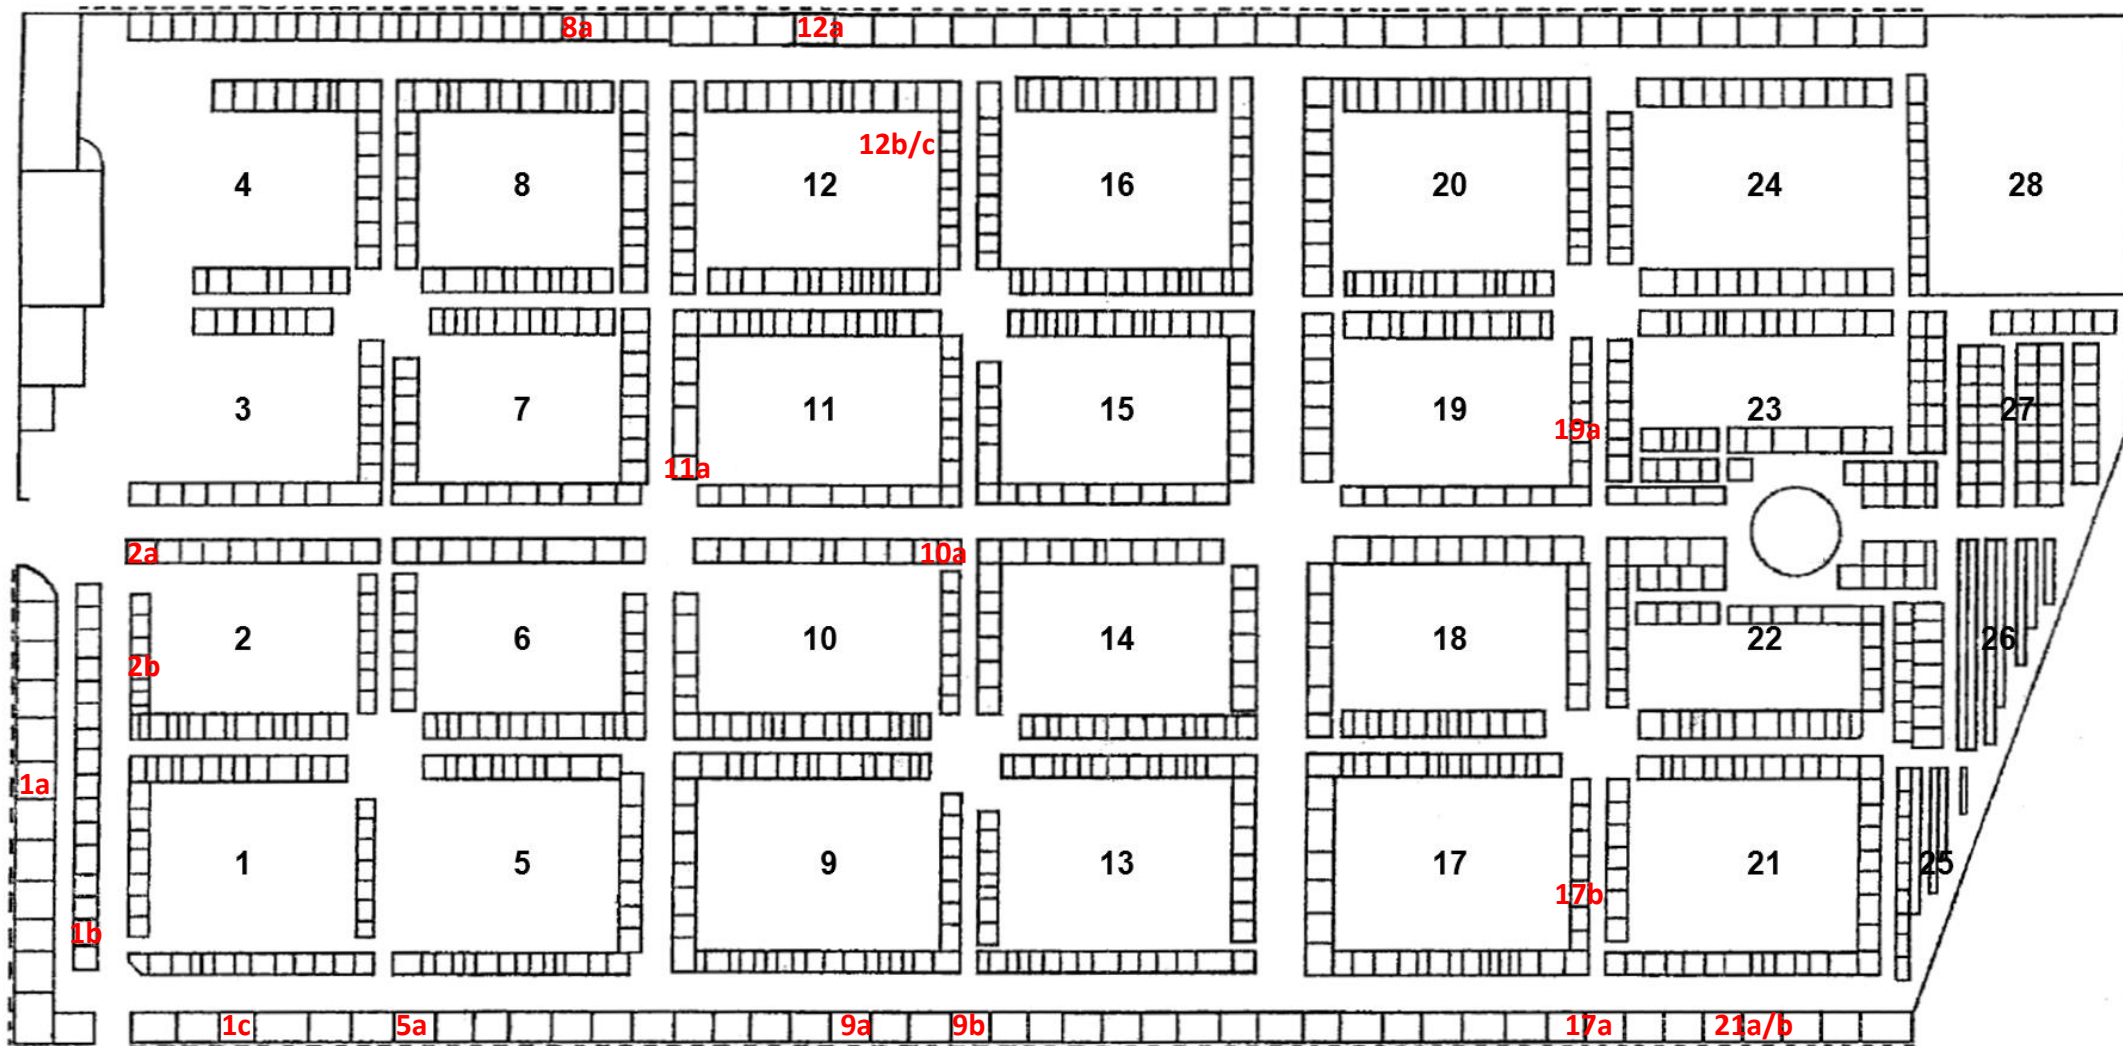 8a 12a
12b/c
4 8 12 16 20 24 28
3 7 11 15 19 23 27
19a
11a
2a 10a
2 6 10 14 18 22 26
2b
1a
1 5 9 13 17 21 25
17b
1b
1c 5a 9a 9b 17a 21a/b